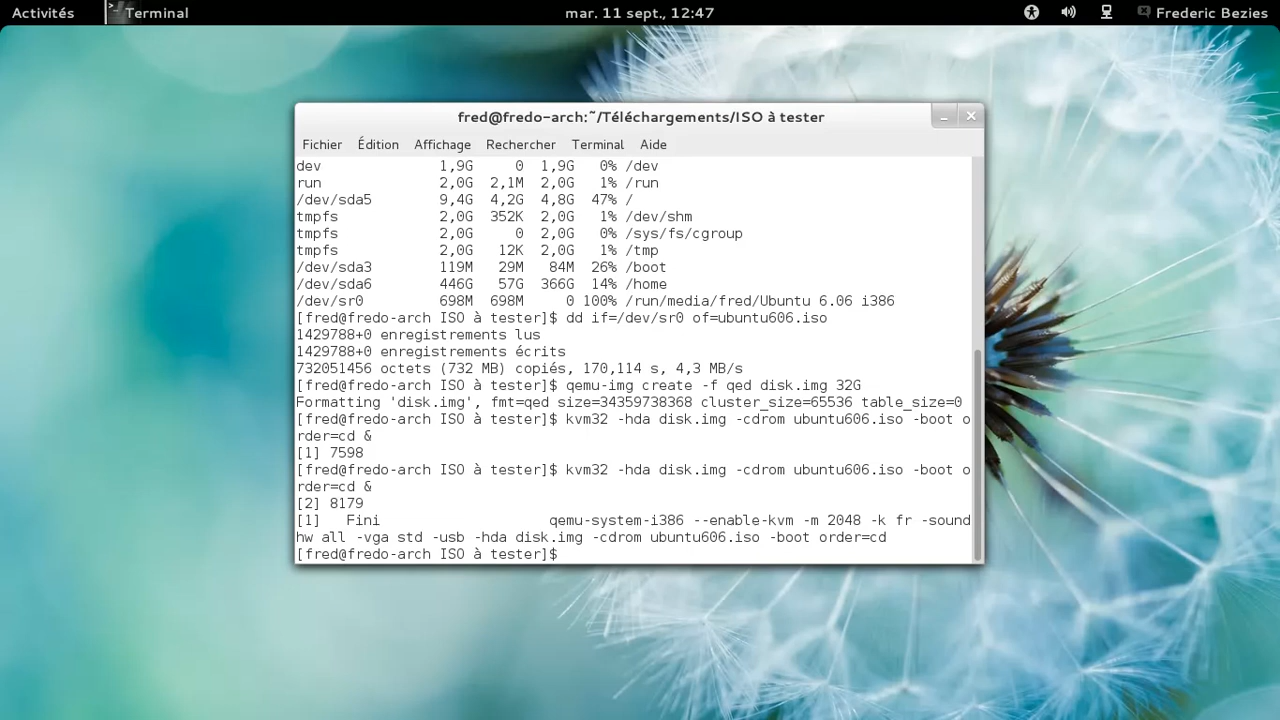 Activités Terminal mar. 11 sept., 12:47 Frederic Bezies
fred@fredo-arch:~/Téléchargements/ISO à tester
Fichier Édition Affichage Rechercher Terminal Aide
dev 1,9G 0 1,9G 0% /dev
run 2,0G 2,1M 2,0G 1% /run
/dev/sda5 9,4G 4,2G 4,8G 47% /
tmpfs 2,0G 352K 2,0G 1% /dev/shm
tmpfs 2,0G 0 2,0G 0% /sys/fs/cgroup
tmpfs 2,0G 12K 2,0G 1% /tmp
/dev/sda3 119M 29M 84M 26% /boot
/dev/sda6 446G 57G 366G 14% /home
/dev/sr0 698M 698M 0 100% /run/media/fred/Ubuntu 6.06 i386
[fred@fredo-arch ISO à tester]$ dd if=/dev/sr0 of=ubuntu606.iso
1429788+0 enregistrements lus
1429788+0 enregistrements écrits
732051456 octets (732 MB) copiés, 170,114 s, 4,3 MB/s
[fred@fredo-arch ISO à tester]$ qemu-img create -f qed disk.img 32G
Formatting 'disk.img', fmt=qed size=34359738368 cluster_size=65536 table_size=0
[fred@fredo-arch ISO à tester]$ kvm32 -hda disk.img -cdrom ubuntu606.iso -boot o
rder=cd &
[1] 7598
[fred@fredo-arch ISO à tester]$ kvm32 -hda disk.img -cdrom ubuntu606.iso -boot o
rder=cd &
[2] 8179
[1] Fini qemu-system-i386 --enable-kvm -m 2048 -k fr -sound
hw all -vga std -usb -hda disk.img -cdrom ubuntu606.iso -boot order=cd
[fred@fredo-arch ISO à tester]$